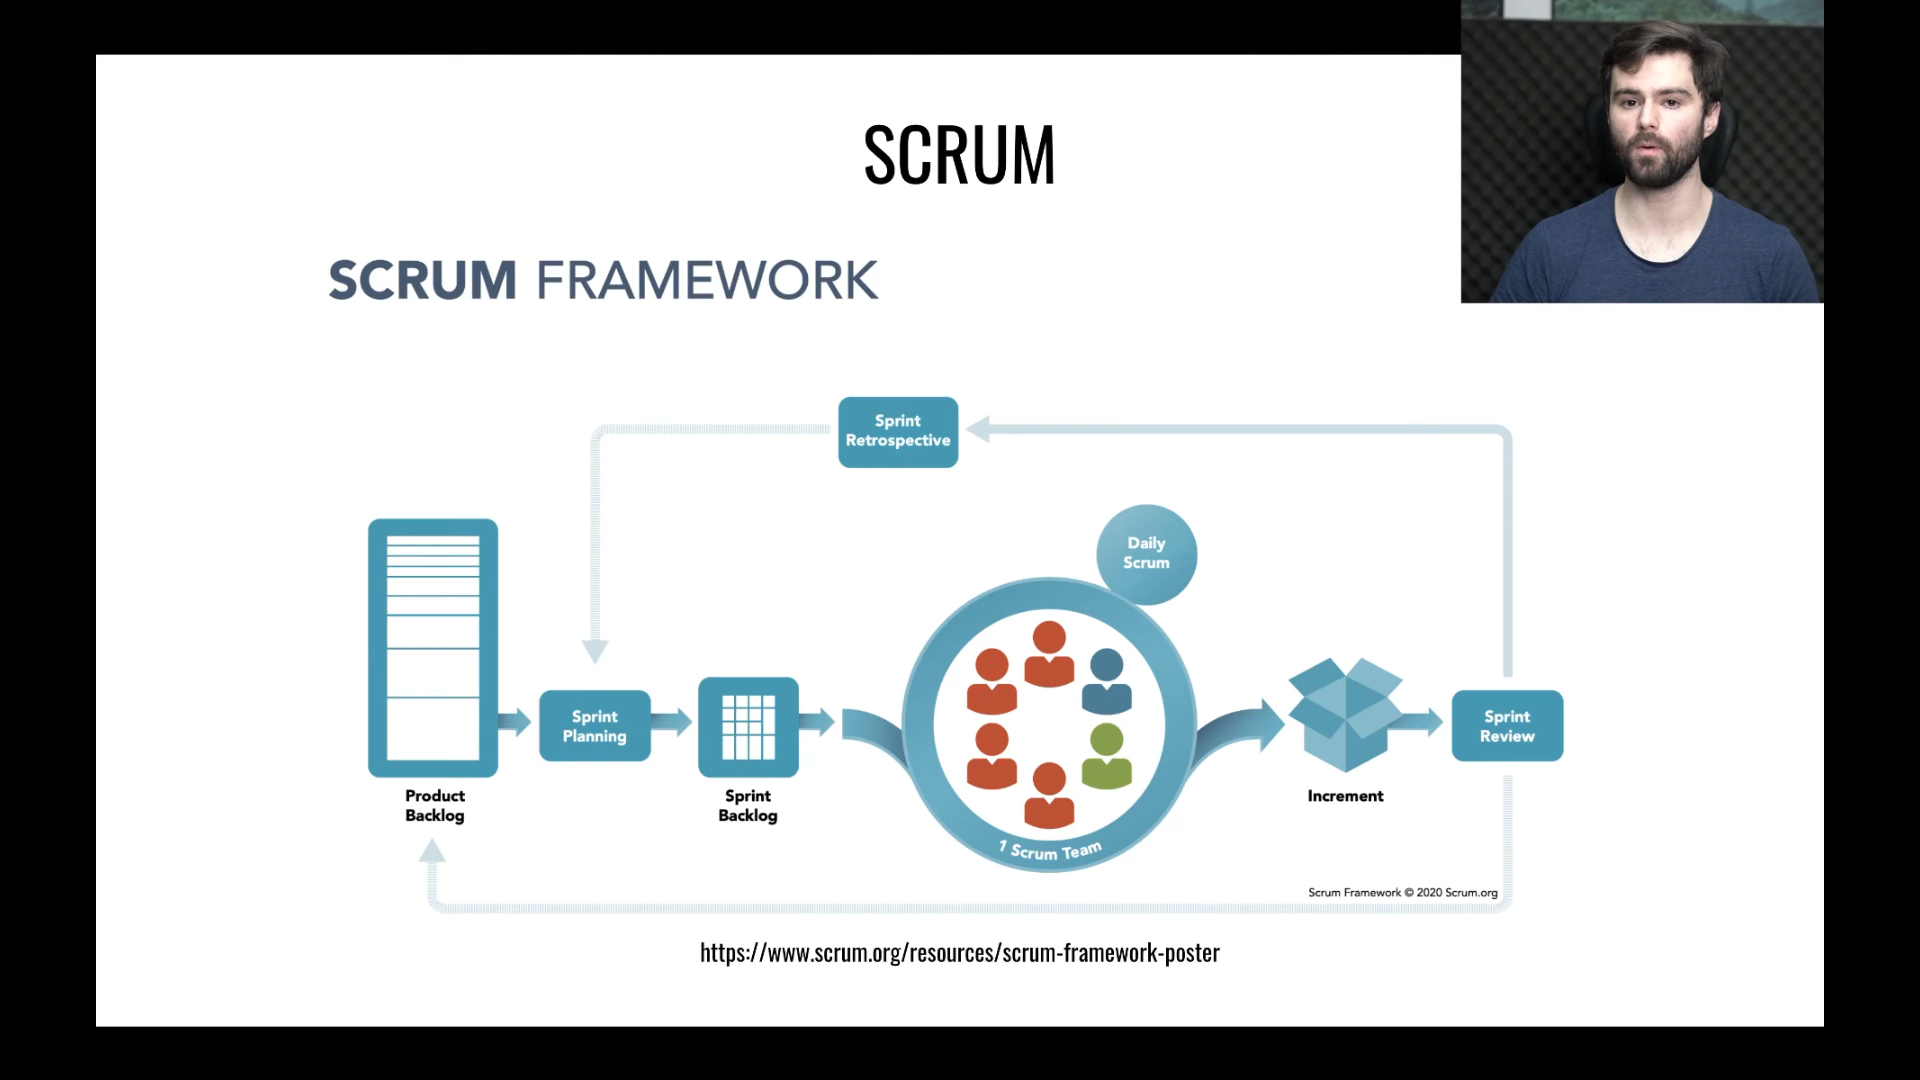 SCRUM
SCRUM FRAMEWORK
Sprint
Retrospective
Daily
Scrum
Sprint
Planning
Sprint
Review
Product
Backlog
Sprint
Backlog
Increment
1 Scrum Team
Scrum Framework © 2020 Scrum.org
https://www.scrum.org/resources/scrum-framework-poster